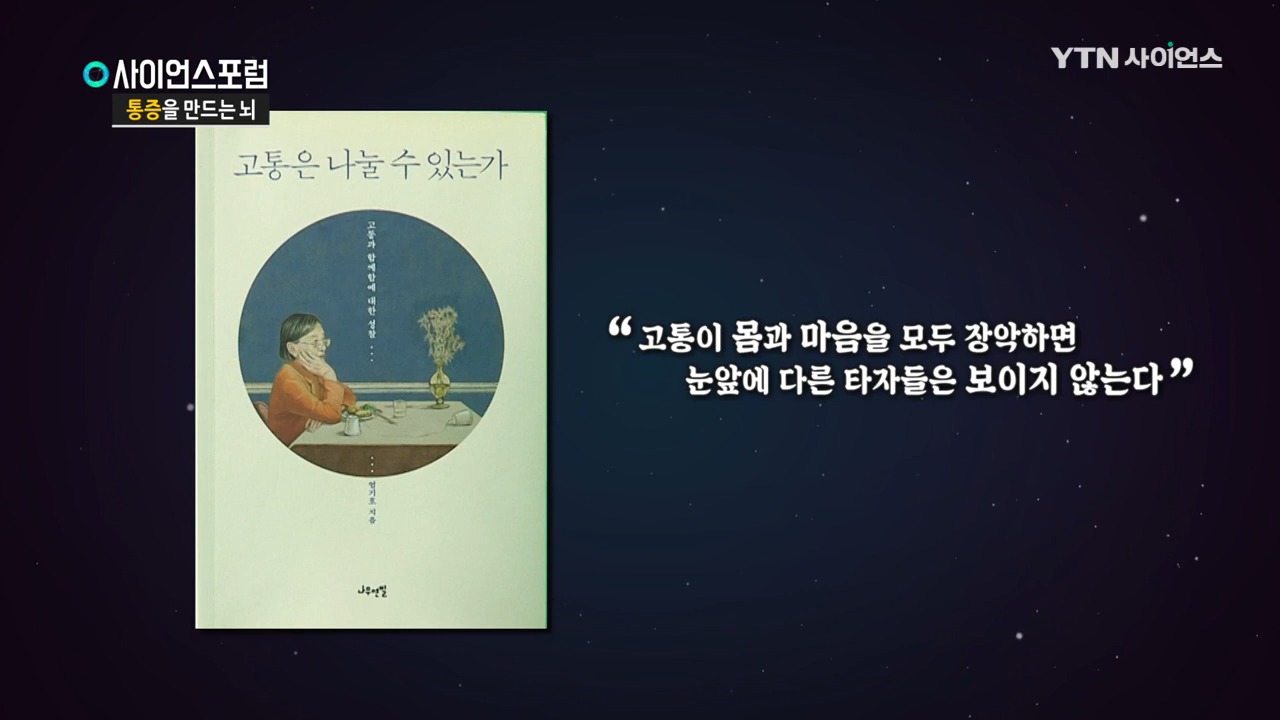 사이언스포럼
통증을 만드는 뇌
YTN 사이언스
고통은 나눌 수 있는가
고통과 함께함에 대한 성찰
엄기호 지음
나무연필
“고통이 몸과 마음을 모두 장악하면
눈앞에 다른 타자들은 보이지 않는다”